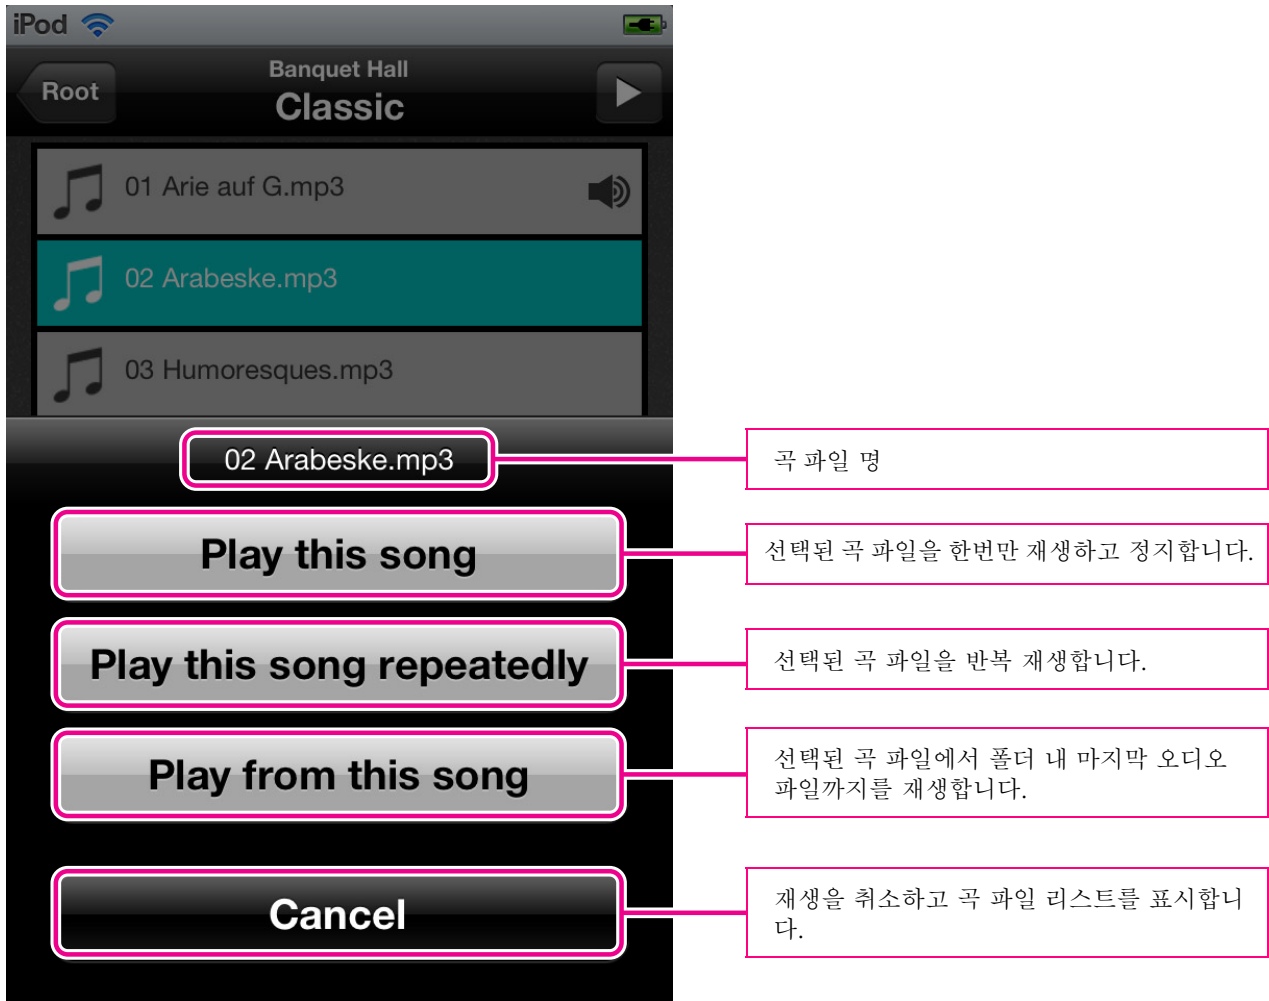 iPod
Banquet Hall
Root
Classic
01 Arie auf G.mp3
02 Arabeske.mp3
03 Humoresques.mp3
02 Arabeske.mp3
곡 파일 명
Play this song
선택된 곡 파일을 한번만 재생하고 정지합니다.
Play this song repeatedly
선택된 곡 파일을 반복 재생합니다.
Play from this song
선택된 곡 파일에서 폴더 내 마지막 오디오
파일까지를 재생합니다.
Cancel
재생을 취소하고 곡 파일 리스트를 표시합니
다.